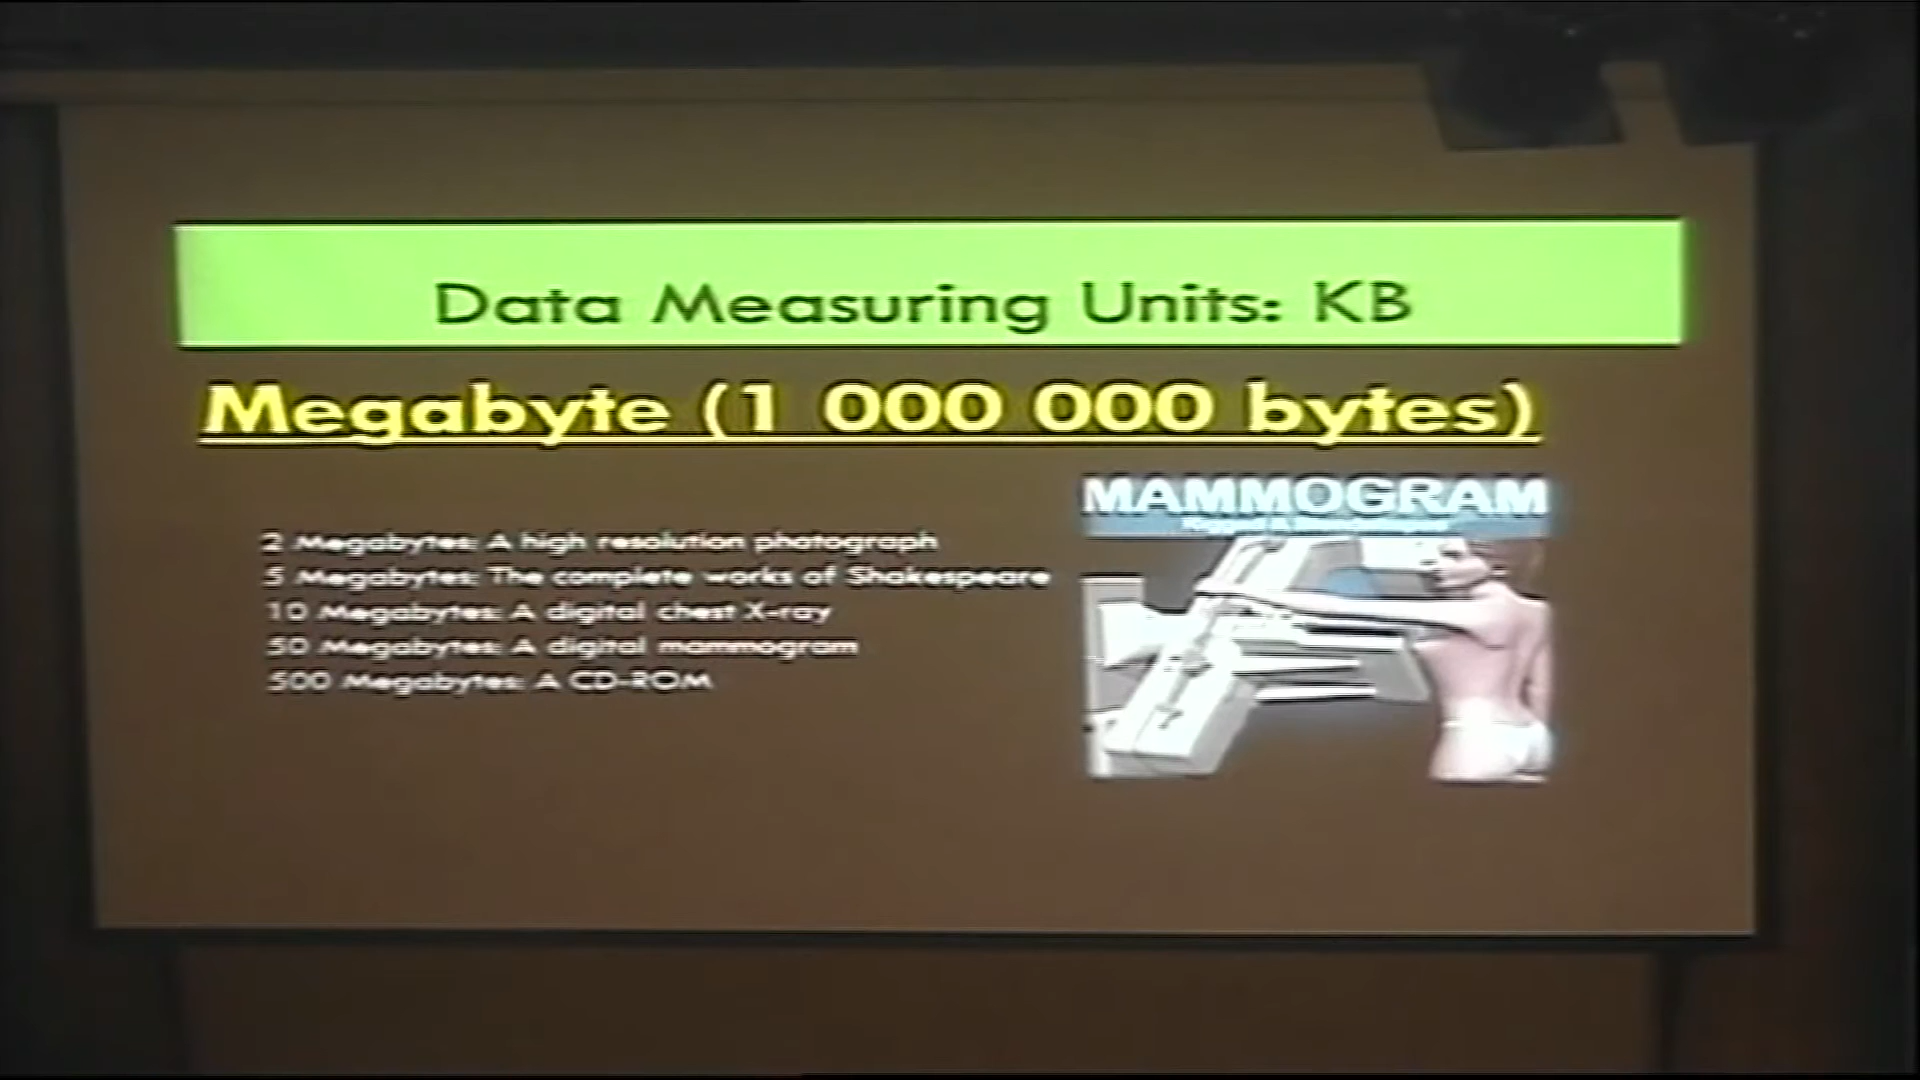 Data Measuring Units: KB
Megabyte (1 000 000 bytes)
2 Megabytes: A high resolution photograph
5 Megabytes: The complete works of Shakespeare
10 Megabytes: A digital chest X-ray
50 Megabytes: A digital mammogram
500 Megabytes: A CD-ROM
MAMMOGRAM